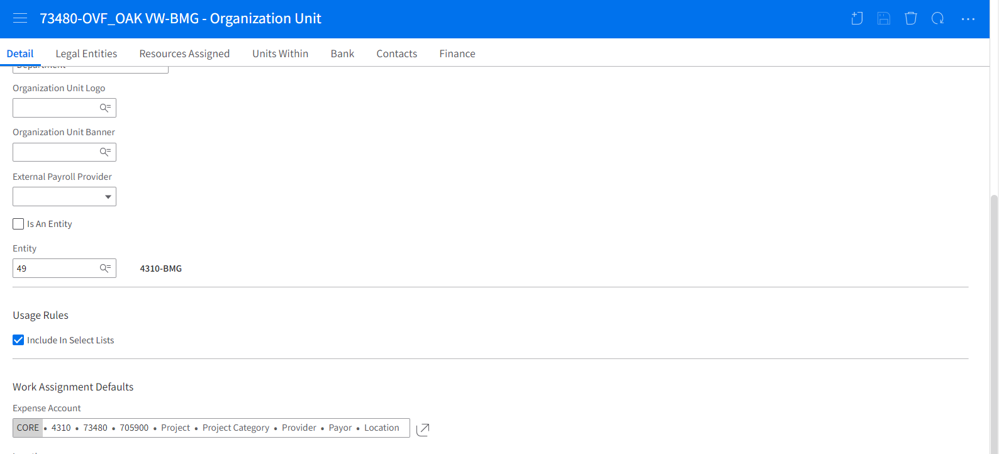 73480-OVF_OAK VW-BMG - Organization Unit
Detail Legal Entities Resources Assigned Units Within Bank Contacts Finance
Department
Organization Unit Logo
Organization Unit Banner
External Payroll Provider
Is An Entity
Entity
49 4310-BMG
Usage Rules
Include In Select Lists
Work Assignment Defaults
Expense Account
CORE • 4310 • 73480 • 705900 • Project • Project Category • Provider • Payor • Location